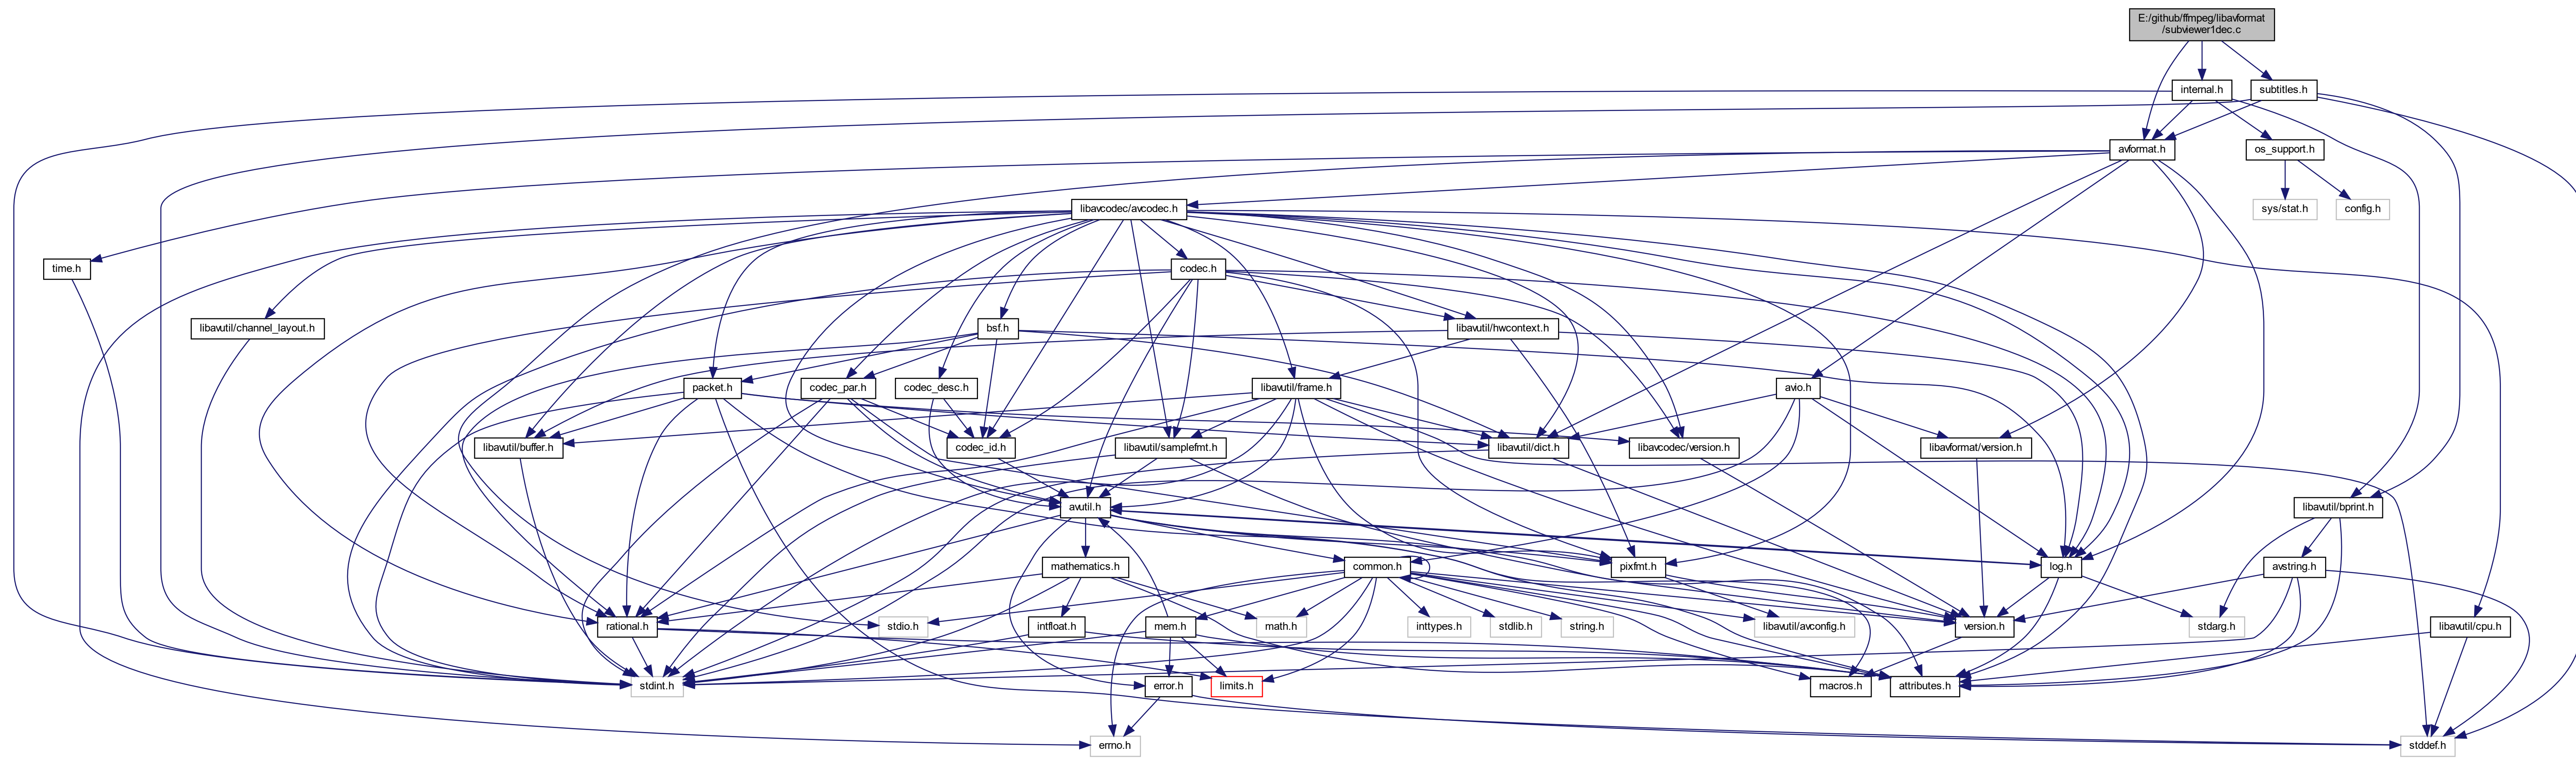 E:/github/ffmpeg/libavformat
/subviewer1dec.c
internal.h
subtitles.h
avformat.h
os_support.h
libavcodec/avcodec.h
sys/stat.h
config.h
time.h
codec.h
libavutil/channel_layout.h
bsf.h
libavutil/hwcontext.h
packet.h
codec_par.h
codec_desc.h
libavutil/frame.h
avio.h
libavutil/buffer.h
codec_id.h
libavutil/samplefmt.h
libavutil/dict.h
libavcodec/version.h
libavformat/version.h
avutil.h
libavutil/bprint.h
mathematics.h
common.h
pixfmt.h
log.h
avstring.h
rational.h
stdio.h
intfloat.h
mem.h
math.h
inttypes.h
stdlib.h
string.h
libavutil/avconfig.h
version.h
stdarg.h
libavutil/cpu.h
stdint.h
error.h
limits.h
macros.h
attributes.h
errno.h
stddef.h